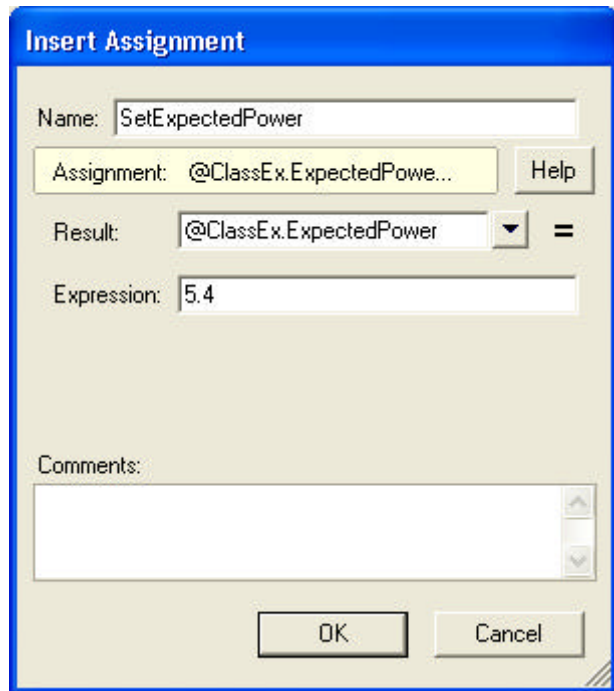 Insert Assignment
Name: SetExpectedPower
Assignment: @ClassEx.ExpectedPowe... Help
Result: @ClassEx.ExpectedPower =
Expression: 5.4
Comments:
OK Cancel